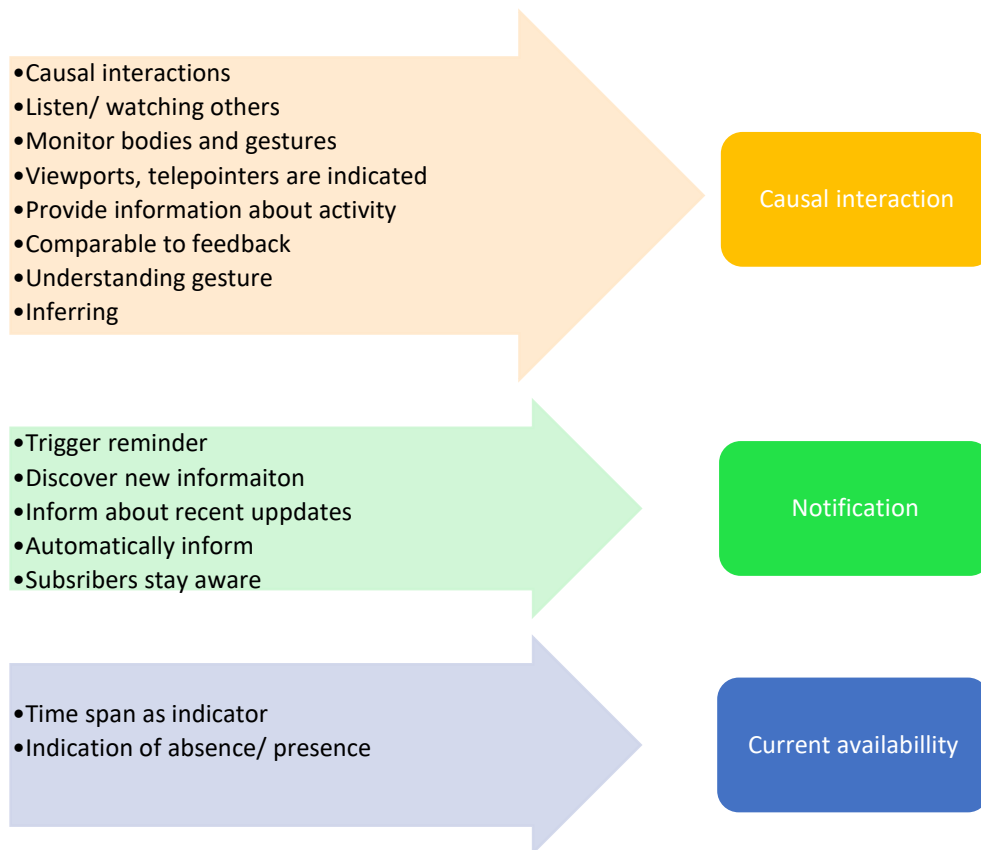 •Causal interactions
•Listen/ watching others
•Monitor bodies and gestures
•Viewports, telepointers are indicated
•Provide information about activity
•Comparable to feedback
•Understanding gesture
•Inferring
Causal interaction
•Trigger reminder
•Discover new informaiton
•Inform about recent uppdates
•Automatically inform
•Subsribers stay aware
Notification
•Time span as indicator
•Indication of absence/ presence
Current availabillity